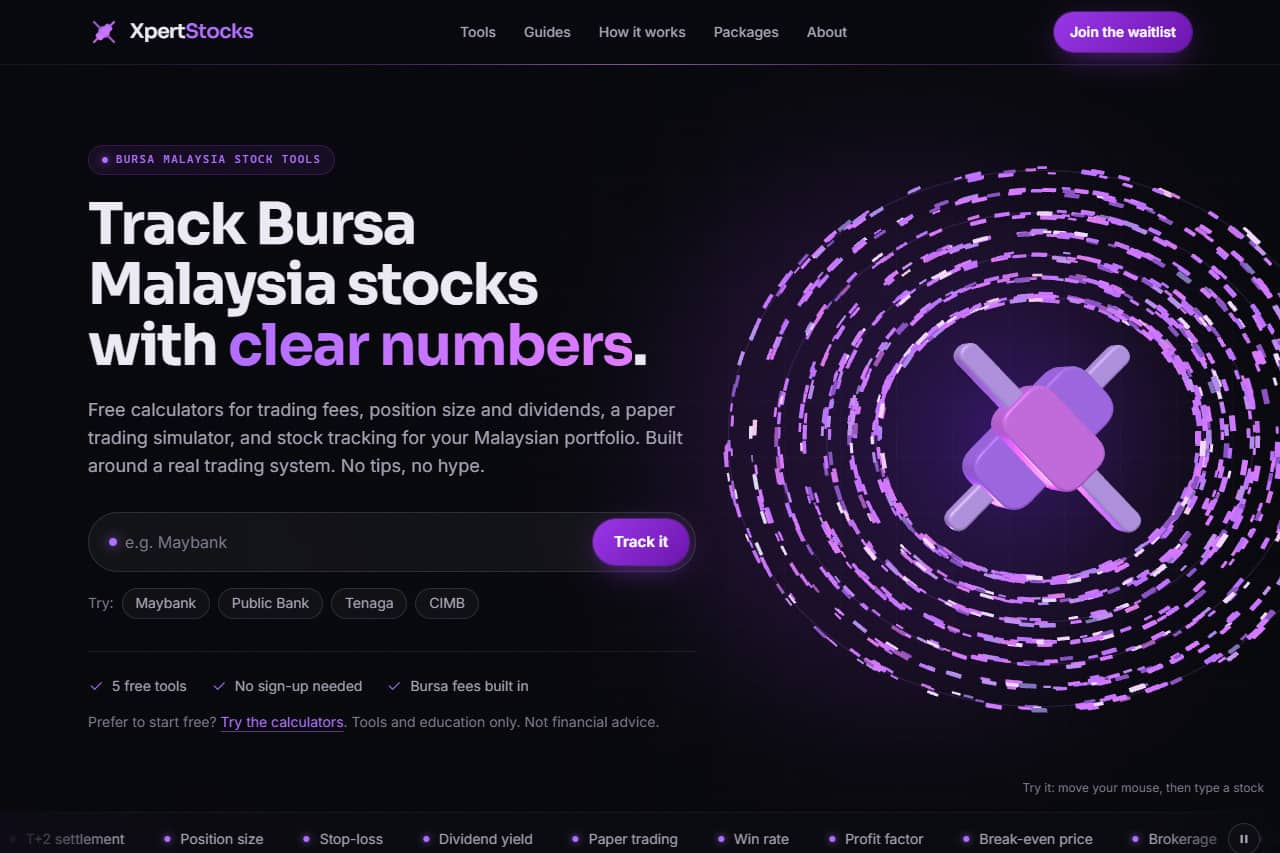 XpertStocks
Tools
Guides
How it works
Packages
About
Join the waitlist
BURSA MALAYSIA STOCK TOOLS
Track Bursa
Malaysia stocks
with clear numbers.
Free calculators for trading fees, position size and dividends, a paper
trading simulator, and stock tracking for your Malaysian portfolio. Built
around a real trading system. No tips, no hype.
e.g. Maybank
Track it
Try:
Maybank
Public Bank
Tenaga
CIMB
5 free tools
No sign-up needed
Bursa fees built in
Prefer to start free? Try the calculators. Tools and education only. Not financial advice.
Try it: move your mouse, then type a stock
T+2 settlement
Position size
Stop-loss
Dividend yield
Paper trading
Win rate
Profit factor
Break-even price
Brokerage